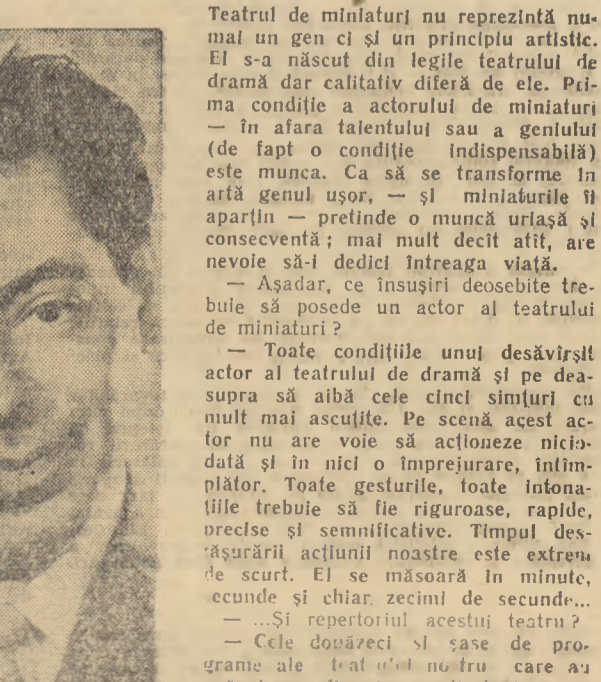 Teatrul de miniaturi nu reprezintă nu-
mai un gen ci și un principiu artistic.
El s-a născut din legile teatrului de
dramă dar calitativ diferă de ele. Pri-
ma condiție a actorului de miniaturi
— în afara talentului sau a geniului
(de fapt o condiție indispensabilă)
este munca. Ca să se transforme în
artă genul ușor, — și miniaturile îi
aparțin — pretinde o muncă uriașă și
consecventă ; mai mult decît atît, are
nevoie să-i dedici întreaga viață.
— Așadar, ce însușiri deosebite tre-
buie să posede un actor al teatrului
de miniaturi ?
— Toate condițiile unui desăvîrșit
actor al teatrului de dramă și pe dea-
supra să aibă cele cinci simțuri cu
mult mai ascuțite. Pe scenă acest ac-
tor nu are voie să acționeze nicio-
dată și în nici o împrejurare, întîm-
plător. Toate gesturile, toate intona-
țiile trebuie să fie riguroase, rapide,
precise și semnificative. Timpul des-
fășurării acțiunii noastre este extrem
de scurt. El se măsoară în minute,
ecunde și chiar zecimi de secunde...
— ...Și repertoriul acestui teatru ?
— Cele douăzeci și șase de pro-
grame ale care au